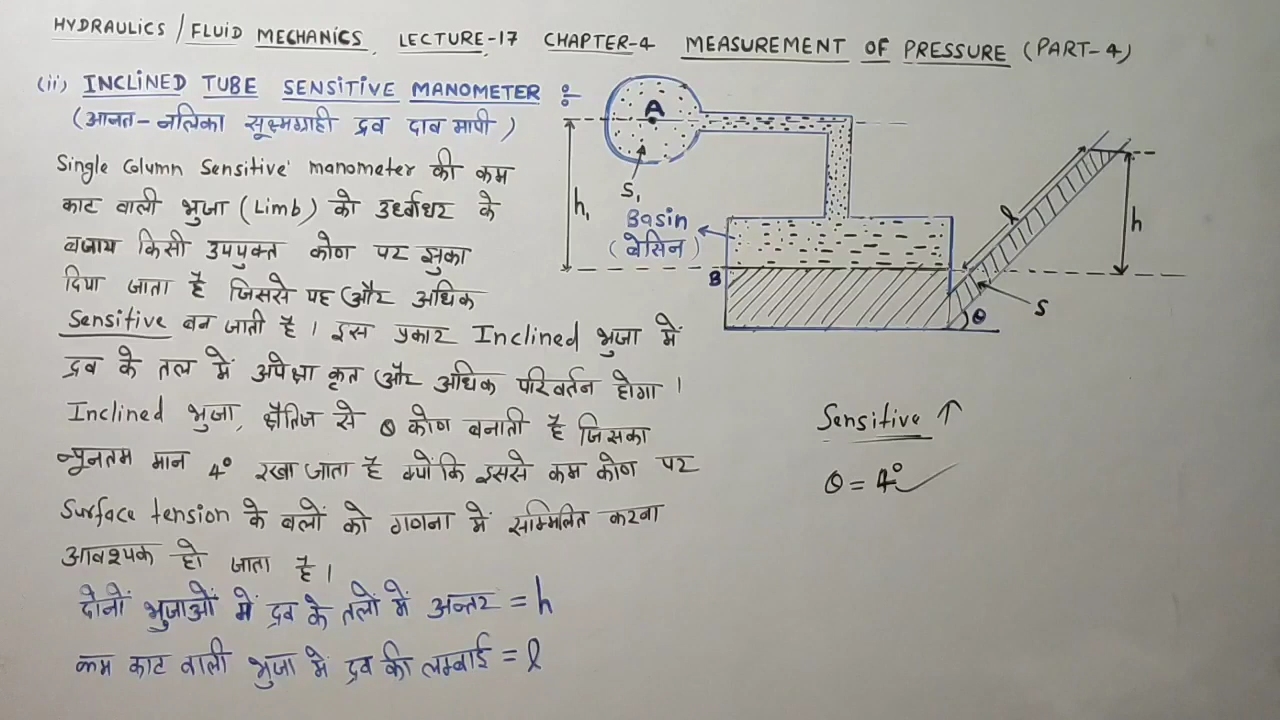 HYDRAULICS / FLUID MECHANICS, LECTURE-17 CHAPTER-4 MEASUREMENT OF PRESSURE (PART-4)
(ii) INCLINED TUBE SENSITIVE MANOMETER :-
(आनत-नलिका सूक्ष्मग्राही द्रव दाब मापी)
Single Column Sensitive manometer की कम
काट वाली भुजा (Limb) को उर्ध्वाधर के
बजाय किसी उपयुक्त कोण पर झुका
दिया जाता है जिससे यह और अधिक
Sensitive बन जाती है। इस प्रकार Inclined भुजा में
द्रव के तल में अपेक्षा कृत और अधिक परिवर्तन होगा।
Inclined भुजा, क्षैतिज से θ कोण बनाती है जिसका
न्यूनतम मान 4° रखा जाता है क्योंकि इससे कम कोण पर
Surface tension के बलों को गणना में सम्मिलित करना
आवश्यक हो जाता है।
दोनों भुजाओं में द्रव के तलों में अन्तर = h
कम काट वाली भुजा में द्रव की लम्बाई = l
A
S₁
h₁
Basin
(बेसिन)
B
l
h
S
θ
Sensitive ↑
θ = 4° ✓